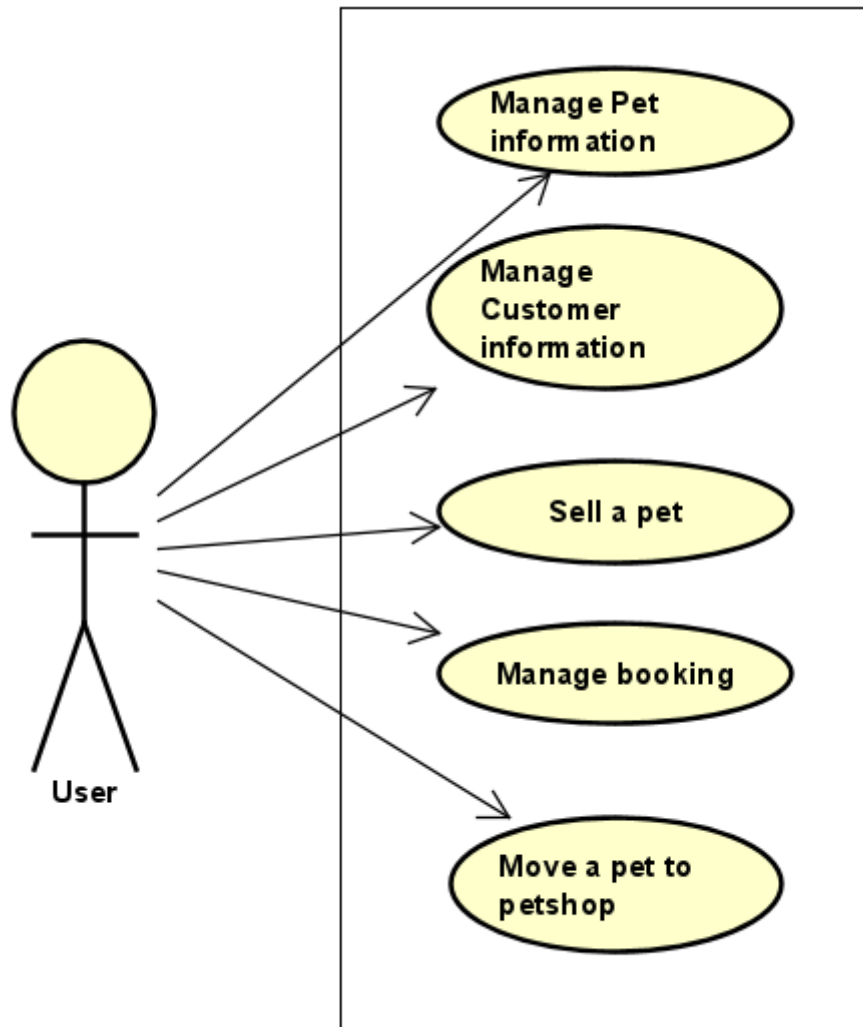 Manage Pet
information
Manage
Customer
information
Sell a pet
Manage booking
User
Move a pet to
petshop